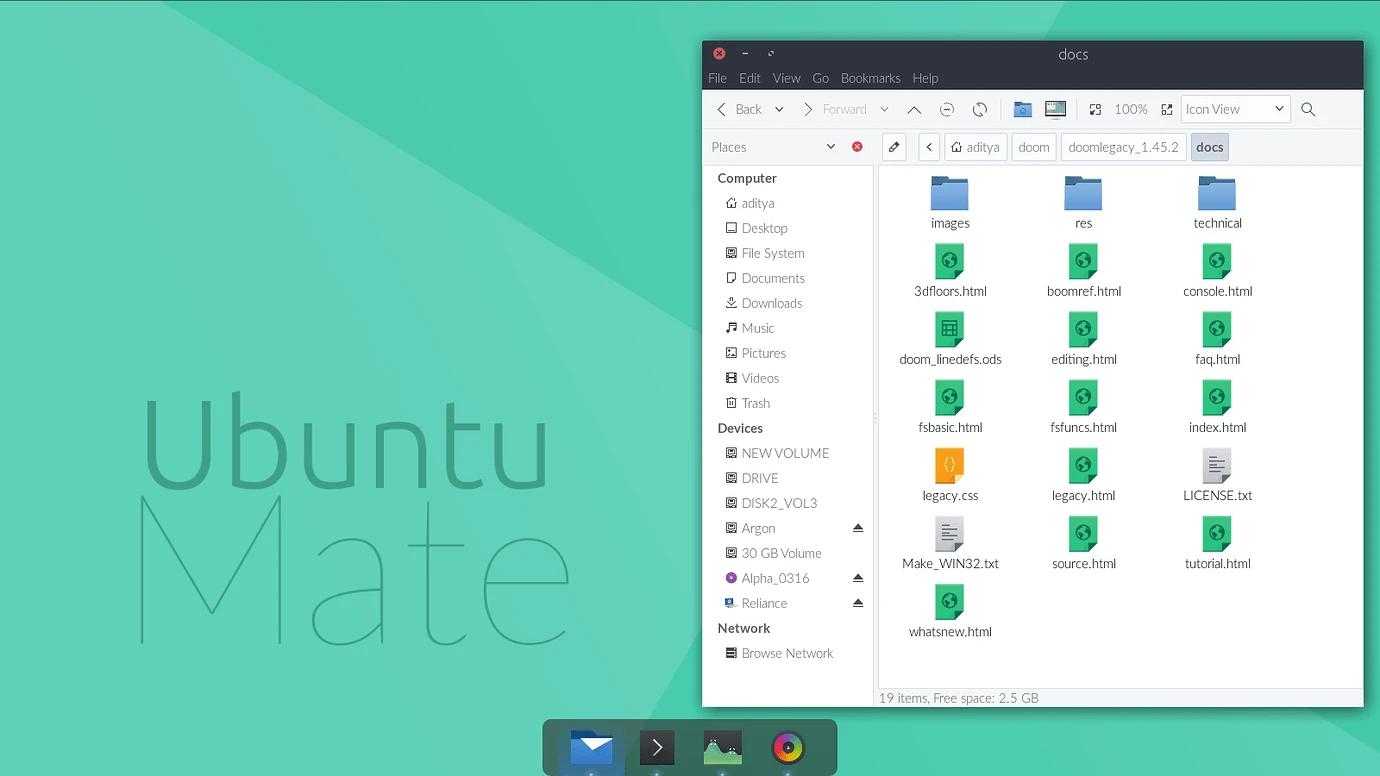 Ubuntu
Mate
docs
File Edit View Go Bookmarks Help
Back Forward 100% Icon View
Places
aditya doom doomlegacy_1.45.2 docs
Computer
aditya
Desktop
File System
Documents
Downloads
Music
Pictures
Videos
Trash
Devices
NEW VOLUME
DRIVE
DISK2_VOL3
Argon
30 GB Volume
Alpha_0316
Reliance
Network
Browse Network
images res technical
3dfloors.html boomref.html console.html
doom_linedefs.ods editing.html faq.html
fsbasic.html fsfuncs.html index.html
legacy.css legacy.html LICENSE.txt
Make_WIN32.txt source.html tutorial.html
whatsnew.html
19 items, Free space: 2.5 GB